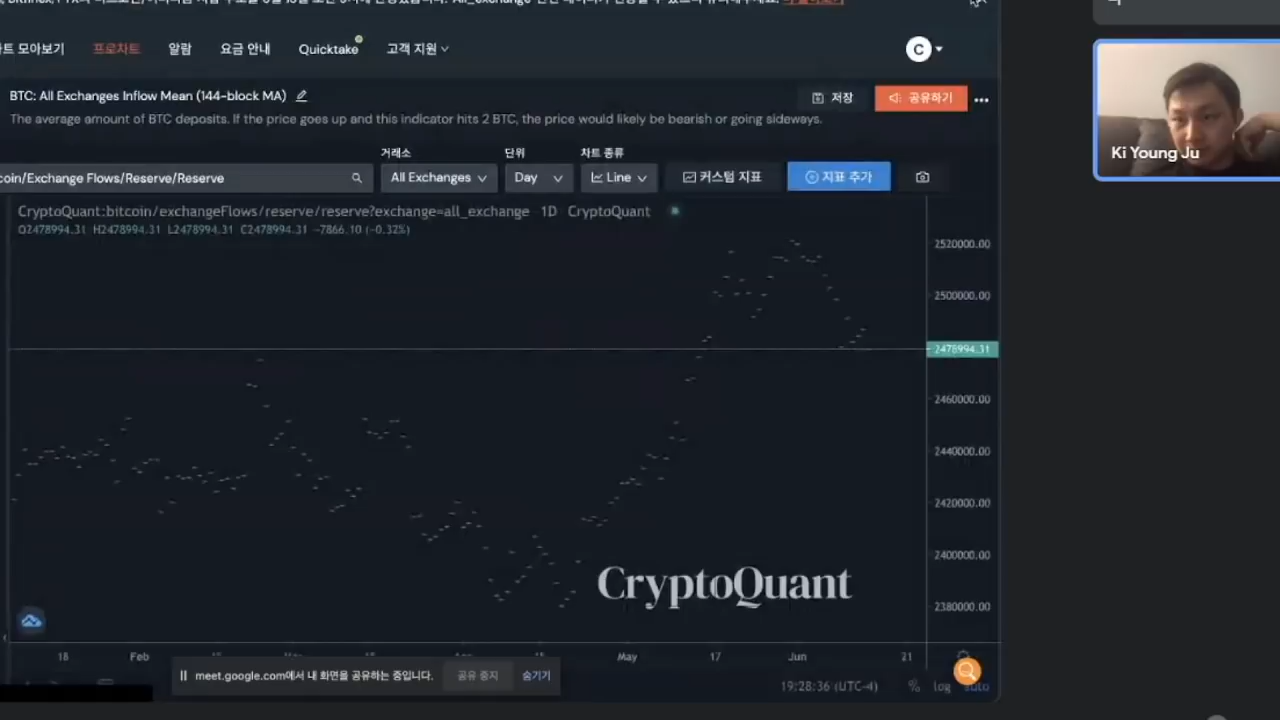 차트 모아보기 프로차트 알람 요금 안내 Quicktake 고객 지원 C
BTC: All Exchanges Inflow Mean (144-block MA) 저장 공유하기
The average amount of BTC deposits. If the price goes up and this indicator hits 2 BTC, the price would likely be bearish or going sideways.
거래소 단위 차트 종류
coin/Exchange Flows/Reserve/Reserve All Exchanges Day Line 커스텀 지표 지표 추가
CryptoQuant:bitcoin/exchangeFlows/reserve/reserve?exchange=all_exchange 1D CryptoQuant
O2478994.31 H2478994.31 L2478994.31 C2478994.31 −7866.10 (−0.32%)
2520000.00
2500000.00
2478994.31
2460000.00
2440000.00
2420000.00
2400000.00
2380000.00
CryptoQuant
18 Feb May 17 Jun 21
meet.google.com에서 내 화면을 공유하는 중입니다. 공유 중지 숨기기
19:28:36 (UTC-4) % log auto
Ki Young Ju